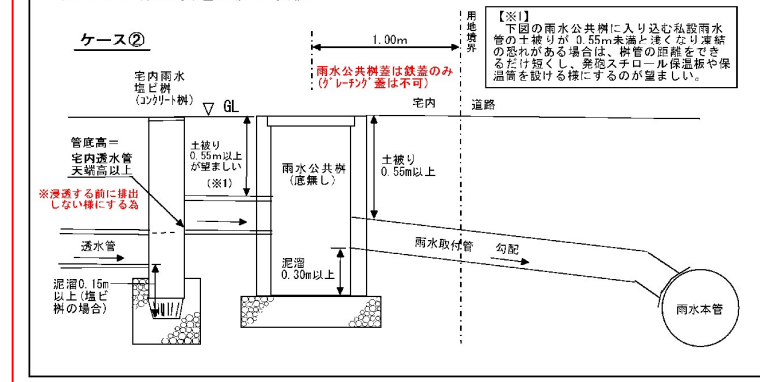 ケース②
用地境界
1.00m
【※1】
下図の雨水公共桝に入り込む私設雨水
管の土被りが0.55m未満と浅くなり凍結
の恐れがある場合は、桝管の距離をでき
るだけ短くし、発砲スチロール保温板や保
温筒を設ける様にするのが望ましい。
宅内雨水
塩ビ桝
(コンクリート桝)
雨水公共桝蓋は鉄蓋のみ
(グレーチング蓋は不可)
GL
宅内
道路
管底高=
宅内透水管
天端高以上
※浸透する前に排出
しない様にする為
土被り
0.55m以上
が望ましい
(※1)
雨水公共桝
(底無し)
土被り
0.55m以上
透水管
泥溜0.15m
以上(塩ビ
桝の場合)
泥溜
0.30m以上
雨水取付管
勾配
雨水本管